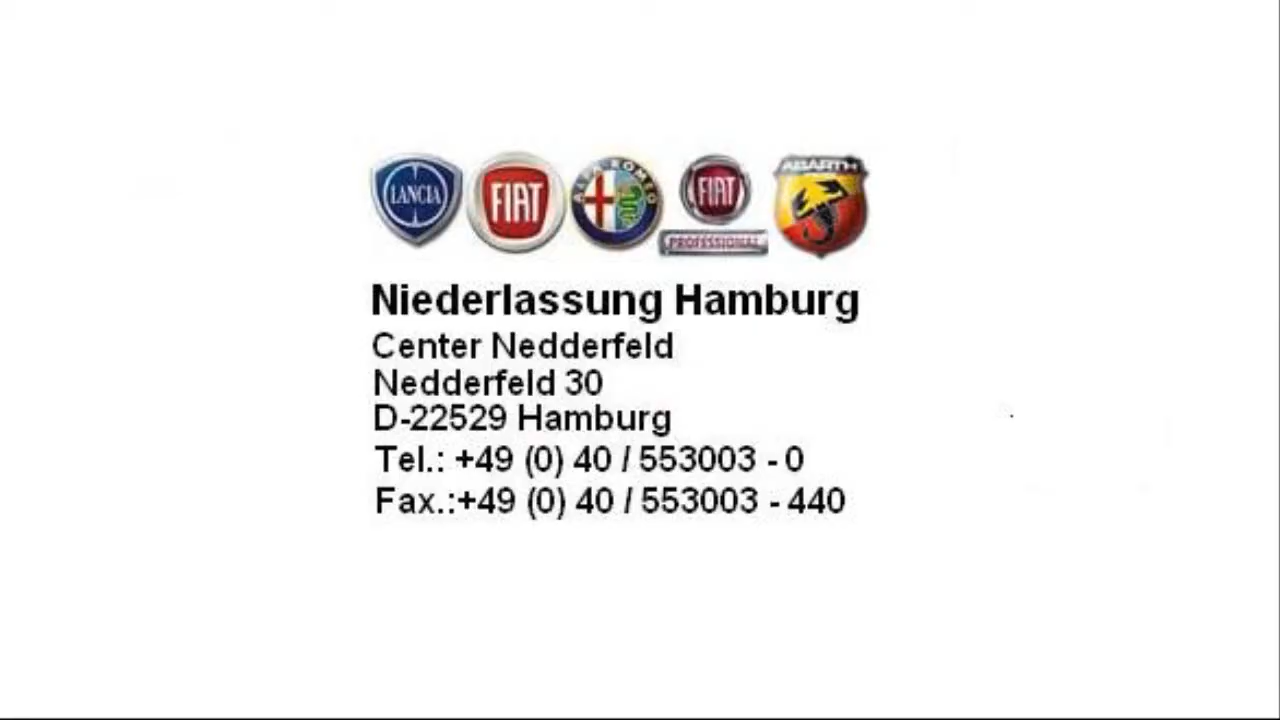 LANCIA FIAT ALFA ROMEO FIAT ABARTH
PROFESSIONAL
Niederlassung Hamburg
Center Nedderfeld
Nedderfeld 30
D-22529 Hamburg
Tel.: +49 (0) 40 / 553003 - 0
Fax.:+49 (0) 40 / 553003 - 440